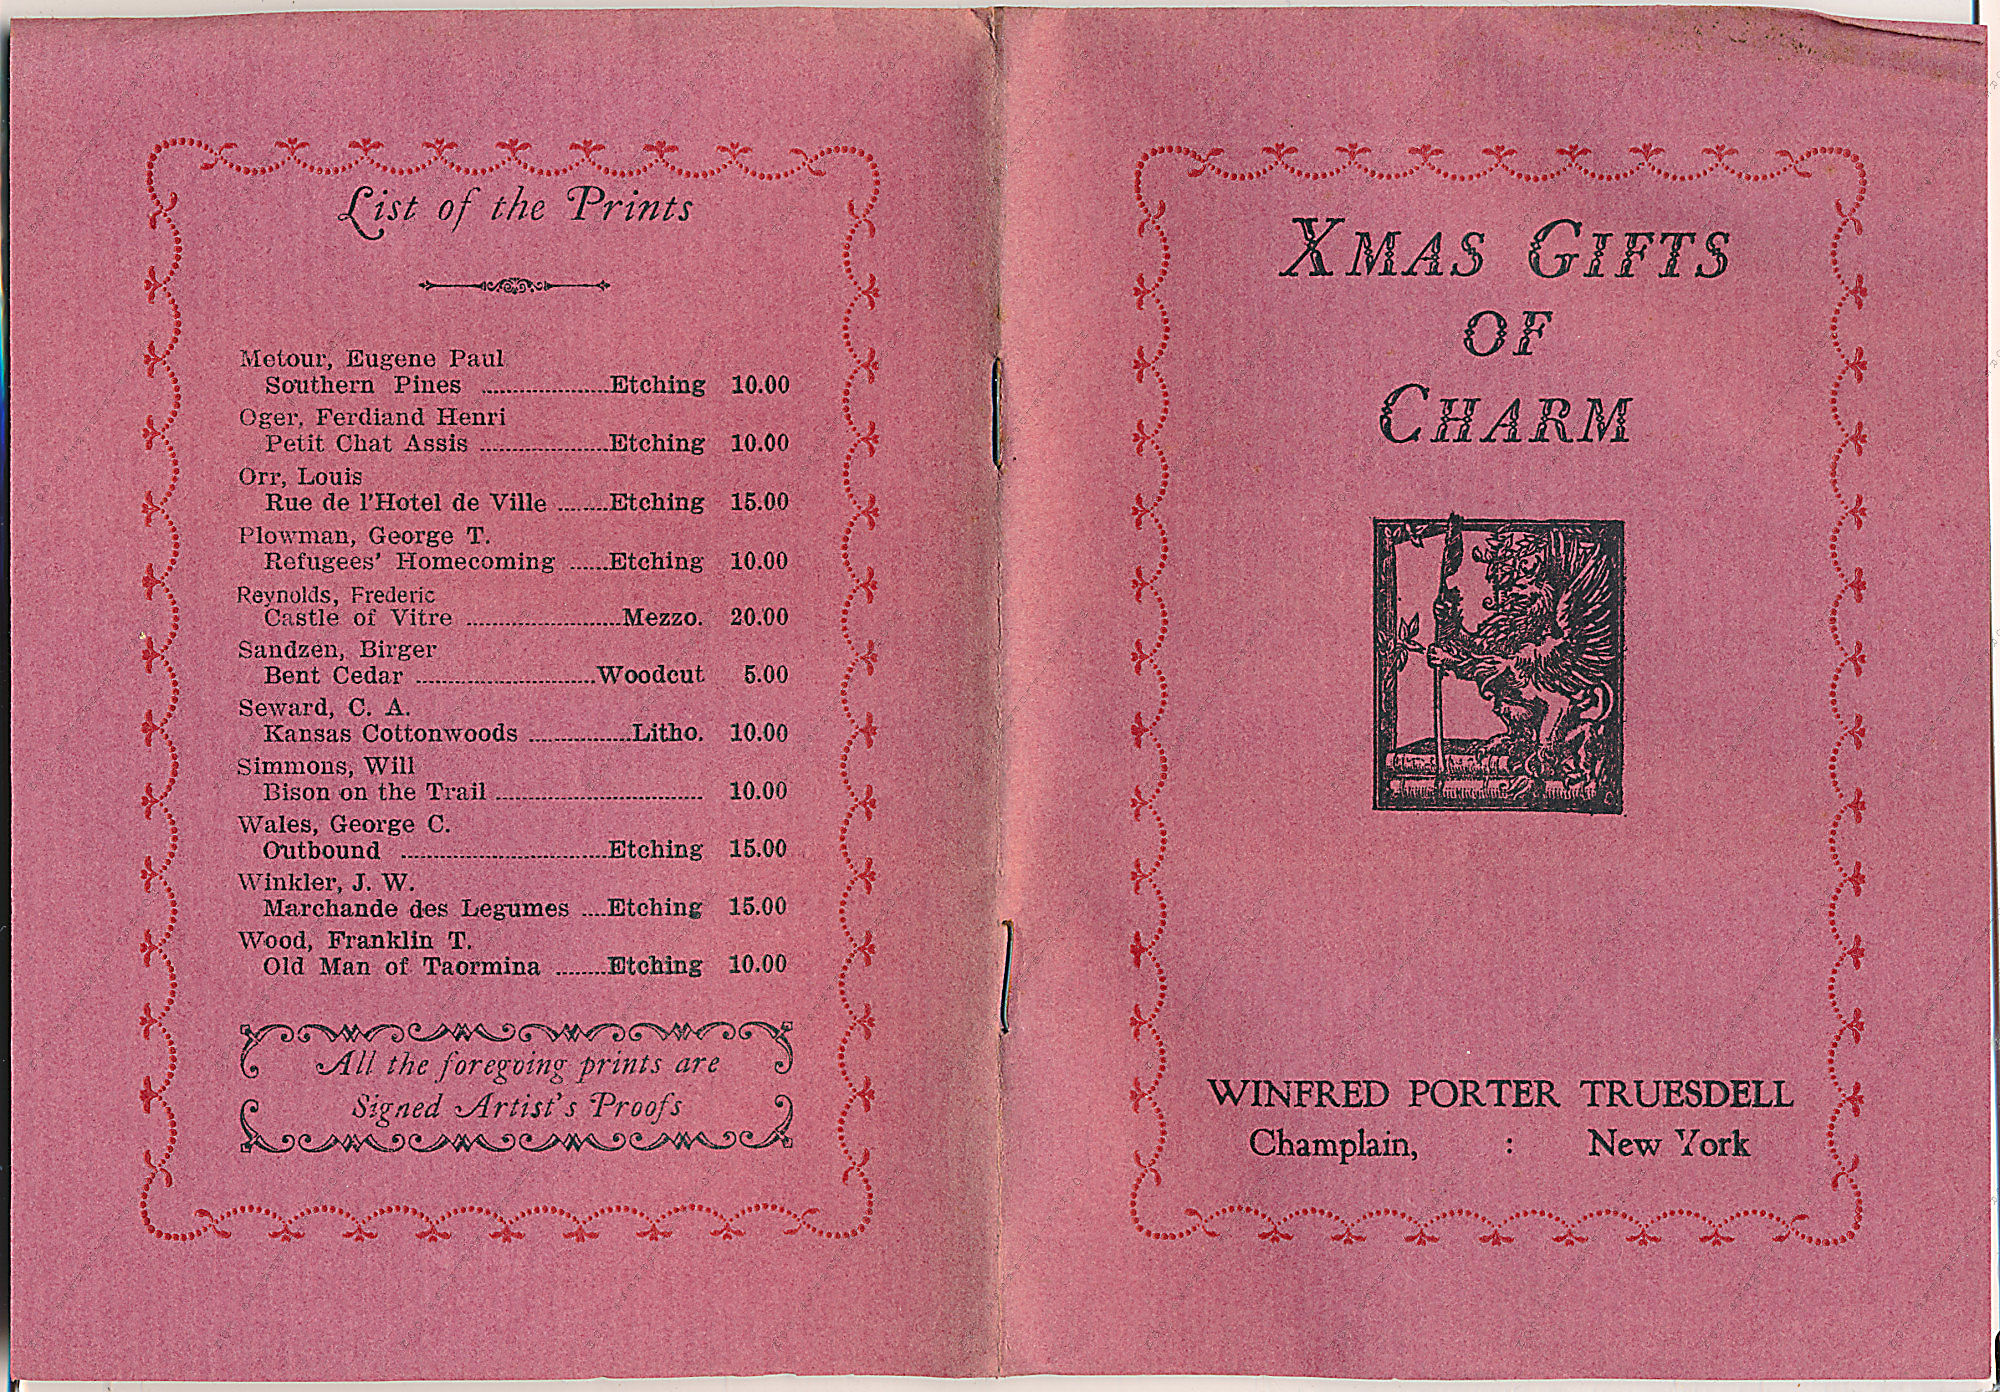 List of the Prints
Metour, Eugene Paul
Southern Pines ....................Etching 10.00
Oger, Ferdiand Henri
Petit Chat Assis ....................Etching 10.00
Orr, Louis
Rue de l'Hotel de Ville ........Etching 15.00
Plowman, George T.
Refugees' Homecoming ......Etching 10.00
Reynolds, Frederic
Castle of Vitre ........................Mezzo. 20.00
Sandzen, Birger
Bent Cedar ............................Woodcut 5.00
Seward, C. A.
Kansas Cottonwoods ................Litho. 10.00
Simmons, Will
Bison on the Trail ................................ 10.00
Wales, George C.
Outbound ................................Etching 15.00
Winkler, J. W.
Marchande des Legumes ....Etching 15.00
Wood, Franklin T.
Old Man of Taormina ........Etching 10.00
All the foregoing prints are
Signed Artist's Proofs
XMAS GIFTS
OF
CHARM
WINFRED PORTER TRUESDELL
Champlain, : New York